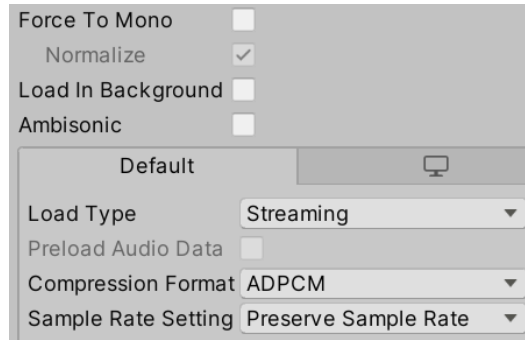 Force To Mono
Normalize
Load In Background
Ambisonic
Default
Load Type Streaming
Preload Audio Data
Compression Format ADPCM
Sample Rate Setting Preserve Sample Rate